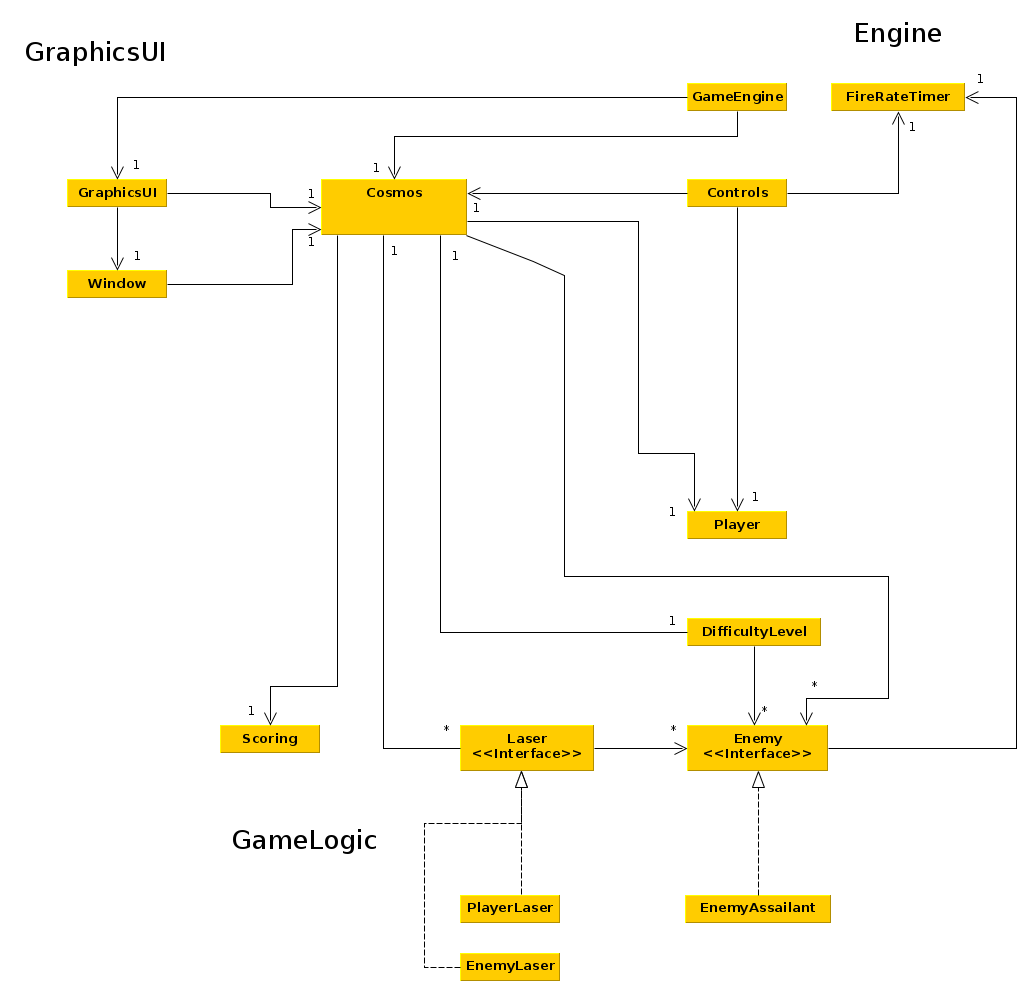 Engine
GraphicsUI
1
GameEngine
FireRateTimer
1
1
1
GraphicsUI
1
Cosmos
1
Controls
1
1
1
1
Window
1
1
Player
1
DifficultyLevel
*
1
*
*
*
Scoring
Laser
<<Interface>>
Enemy
<<Interface>>
GameLogic
PlayerLaser
EnemyAssailant
EnemyLaser